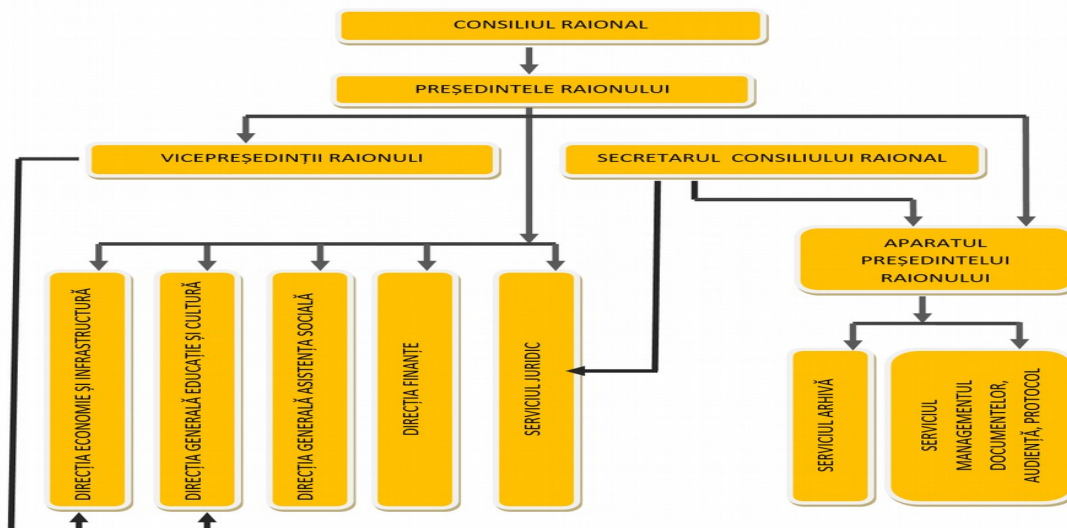 CONSILIUL RAIONAL
PREȘEDINTELE RAIONULUI
VICEPREȘEDINȚII RAIONULI
SECRETARUL CONSILIULUI RAIONAL
APARATUL
PREȘEDINTELUI
RAIONULUI
DIRECȚIA ECONOMIE ȘI INFRASTRUCTURĂ
DIRECȚIA GENERALĂ EDUCAȚIE ȘI CULTURĂ
DIRECȚIA GENERALĂ ASISTENȚA SOCIALĂ
DIRECȚIA FINANȚE
SERVICIUL JURIDIC
SERVICIUL ARHIVĂ
SERVICIUL
MANAGEMENTUL
DOCUMENTELOR,
AUDIENȚĂ, PROTOCOL